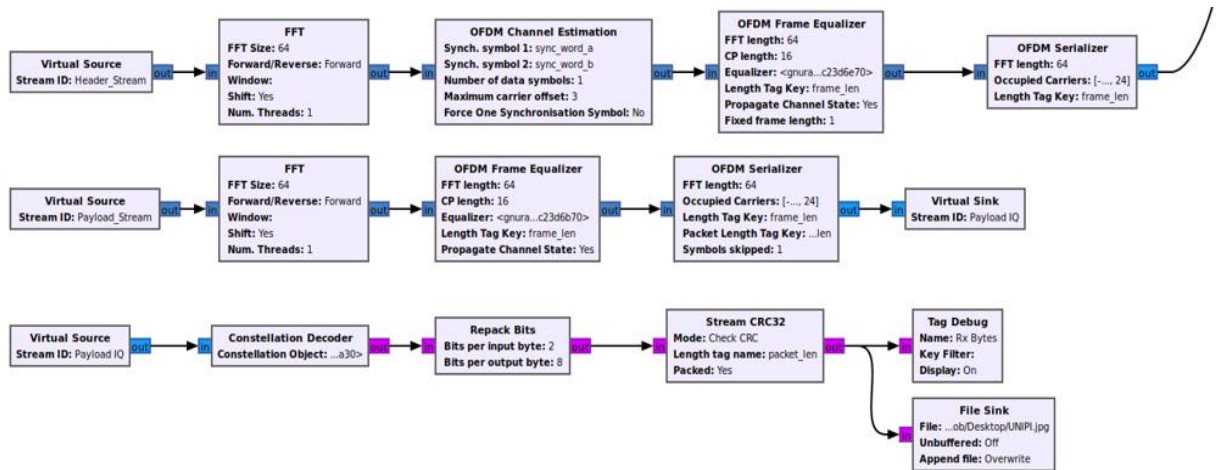 Virtual Source
Stream ID: Header_Stream
out
in
FFT
FFT Size: 64
Forward/Reverse: Forward
Window:
Shift: Yes
Num. Threads: 1
out
in
OFDM Channel Estimation
Synch. symbol 1: sync_word_a
Synch. symbol 2: sync_word_b
Number of data symbols: 1
Maximum carrier offset: 3
Force One Synchronisation Symbol: No
out
in
OFDM Frame Equalizer
FFT length: 64
CP length: 16
Equalizer: <gnura...c23d6e70>
Length Tag Key: frame_len
Propagate Channel State: Yes
Fixed frame length: 1
out
in
OFDM Serializer
FFT length: 64
Occupied Carriers: [-..., 24]
Length Tag Key: frame_len
out
Virtual Source
Stream ID: Payload_Stream
out
in
FFT
FFT Size: 64
Forward/Reverse: Forward
Window:
Shift: Yes
Num. Threads: 1
out
in
OFDM Frame Equalizer
FFT length: 64
CP length: 16
Equalizer: <gnura...c23d6b70>
Length Tag Key: frame_len
Propagate Channel State: Yes
out
in
OFDM Serializer
FFT length: 64
Occupied Carriers: [-..., 24]
Length Tag Key: frame_len
Packet Length Tag Key: ...len
Symbols skipped: 1
out
in
Virtual Sink
Stream ID: Payload IQ
Virtual Source
Stream ID: Payload IQ
out
in
Constellation Decoder
Constellation Object: ...a30>
out
in
Repack Bits
Bits per input byte: 2
Bits per output byte: 8
out
in
Stream CRC32
Mode: Check CRC
Length tag name: packet_len
Packed: Yes
out
in
Tag Debug
Name: Rx Bytes
Key Filter:
Display: On
in
File Sink
File: ...ob/Desktop/UNIPI.jpg
Unbuffered: Off
Append file: Overwrite